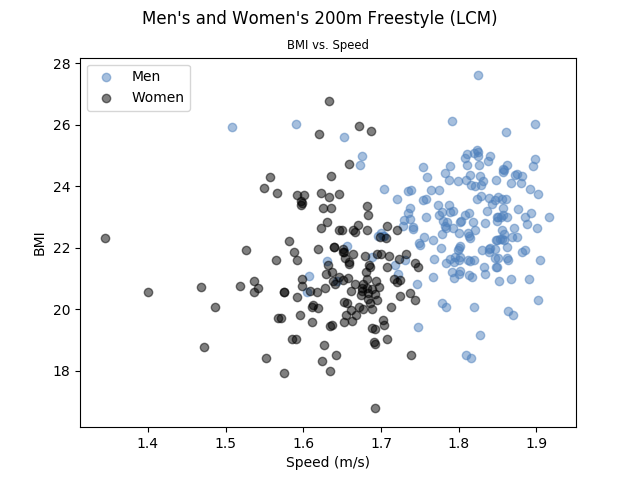 Men's and Women's 200m Freestyle (LCM)
BMI vs. Speed
Men
Women
28
26
24
22
20
18
BMI
1.4 1.5 1.6 1.7 1.8 1.9
Speed (m/s)